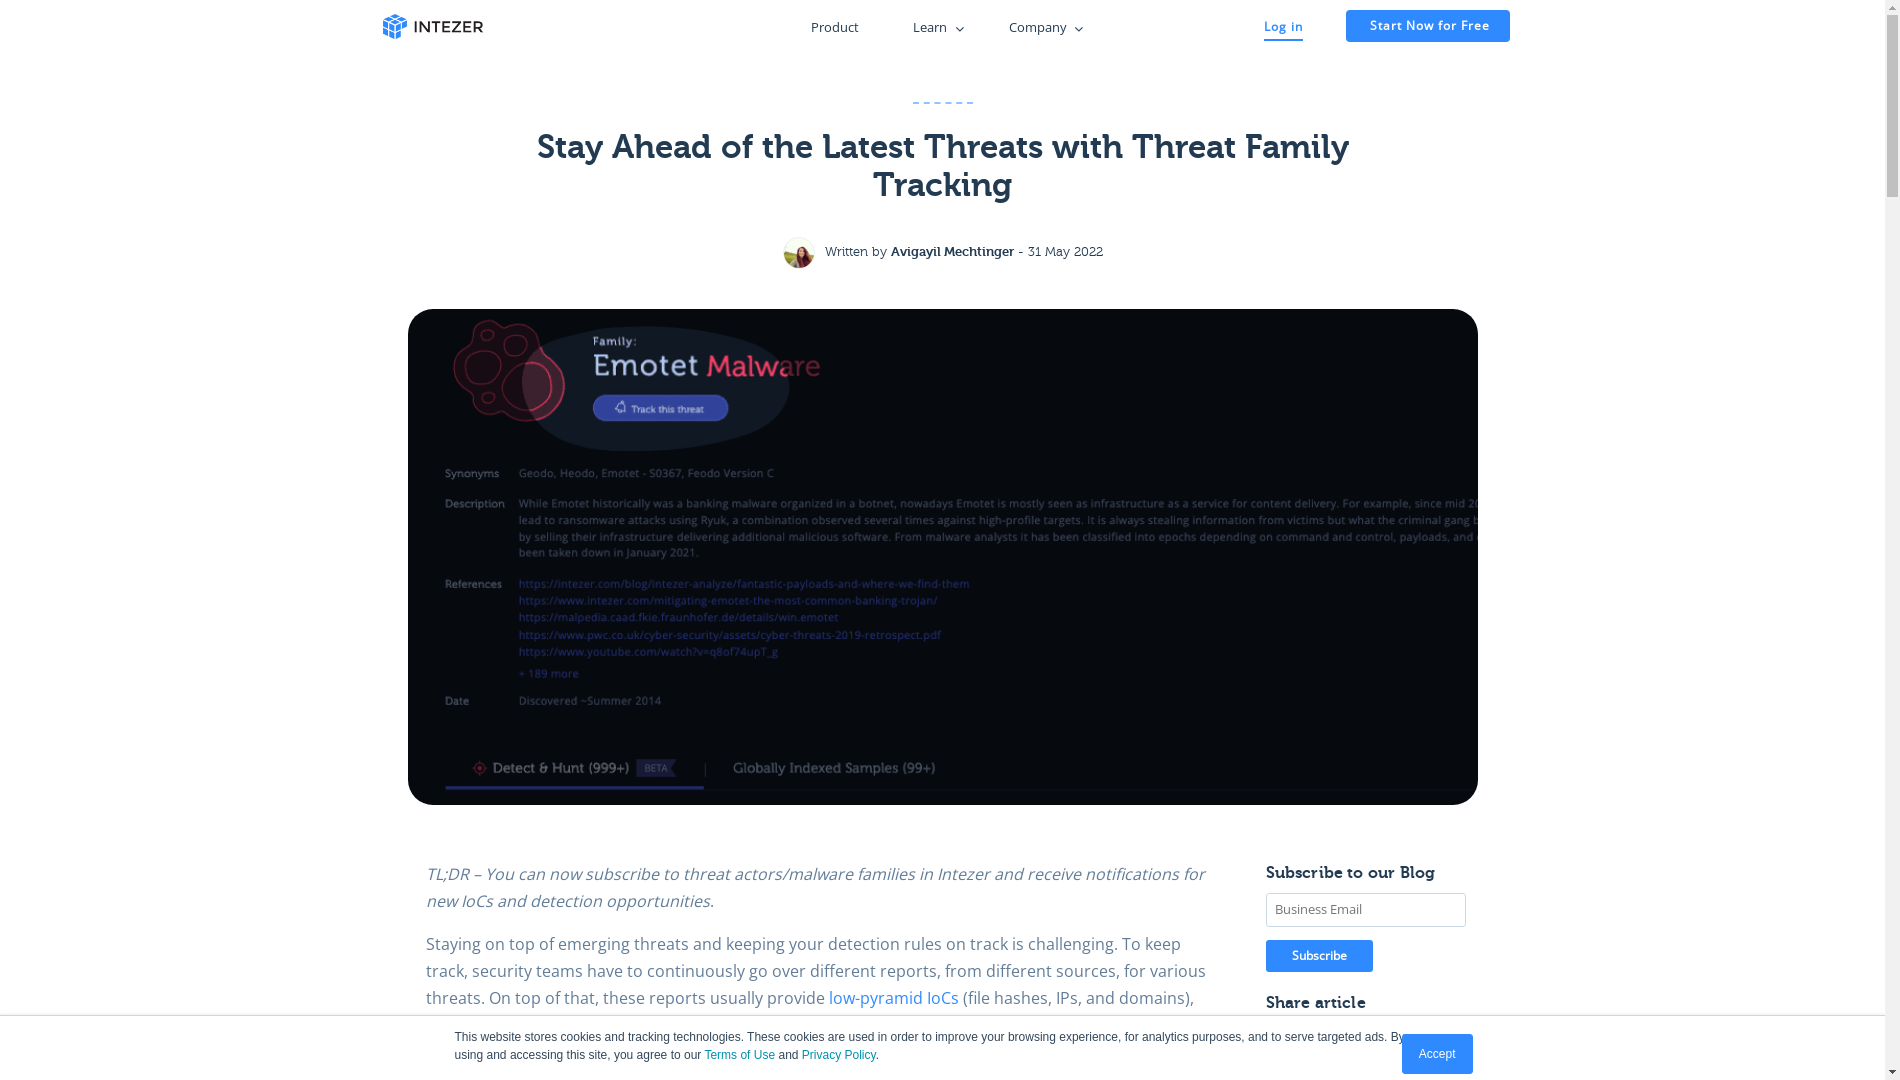 INTEZER
Product Learn Company Log in Start Now for Free
Stay Ahead of the Latest Threats with Threat Family
Tracking
Written by Avigayil Mechtinger - 31 May 2022
Family:
Emotet Malware
Track this threat
Synonyms Geodo, Heodo, Emotet - S0367, Feodo Version C
Description While Emotet historically was a banking malware organized in a botnet, nowadays Emotet is mostly seen as infrastructure as a service for content delivery. For example, since mid 20
lead to ransomware attacks using Ryuk, a combination observed several times against high-profile targets. It is always stealing information from victims but what the criminal gang b
by selling their infrastructure delivering additional malicious software. From malware analysts it has been classified into epochs depending on command and control, payloads, and
been taken down in January 2021.
References https://intezer.com/blog/intezer-analyze/fantastic-payloads-and-where-we-find-them
https://www.intezer.com/mitigating-emotet-the-most-common-banking-trojan/
https://malpedia.caad.fkie.fraunhofer.de/details/win.emotet
https://www.pwc.co.uk/cyber-security/assets/cyber-threats-2019-retrospect.pdf
https://www.youtube.com/watch?v=q8of74upT_g
+ 189 more
Date Discovered ~Summer 2014
Detect & Hunt (999+) BETA | Globally Indexed Samples (99+)
TL;DR – You can now subscribe to threat actors/malware families in Intezer and receive notifications for
new IoCs and detection opportunities.
Staying on top of emerging threats and keeping your detection rules on track is challenging. To keep
track, security teams have to continuously go over different reports, from different sources, for various
threats. On top of that, these reports usually provide low-pyramid IoCs (file hashes, IPs, and domains),
Subscribe to our Blog
Business Email
Subscribe
Share article
This website stores cookies and tracking technologies. These cookies are used in order to improve your browsing experience, for analytics purposes, and to serve targeted ads. By
using and accessing this site, you agree to our Terms of Use and Privacy Policy.
Accept